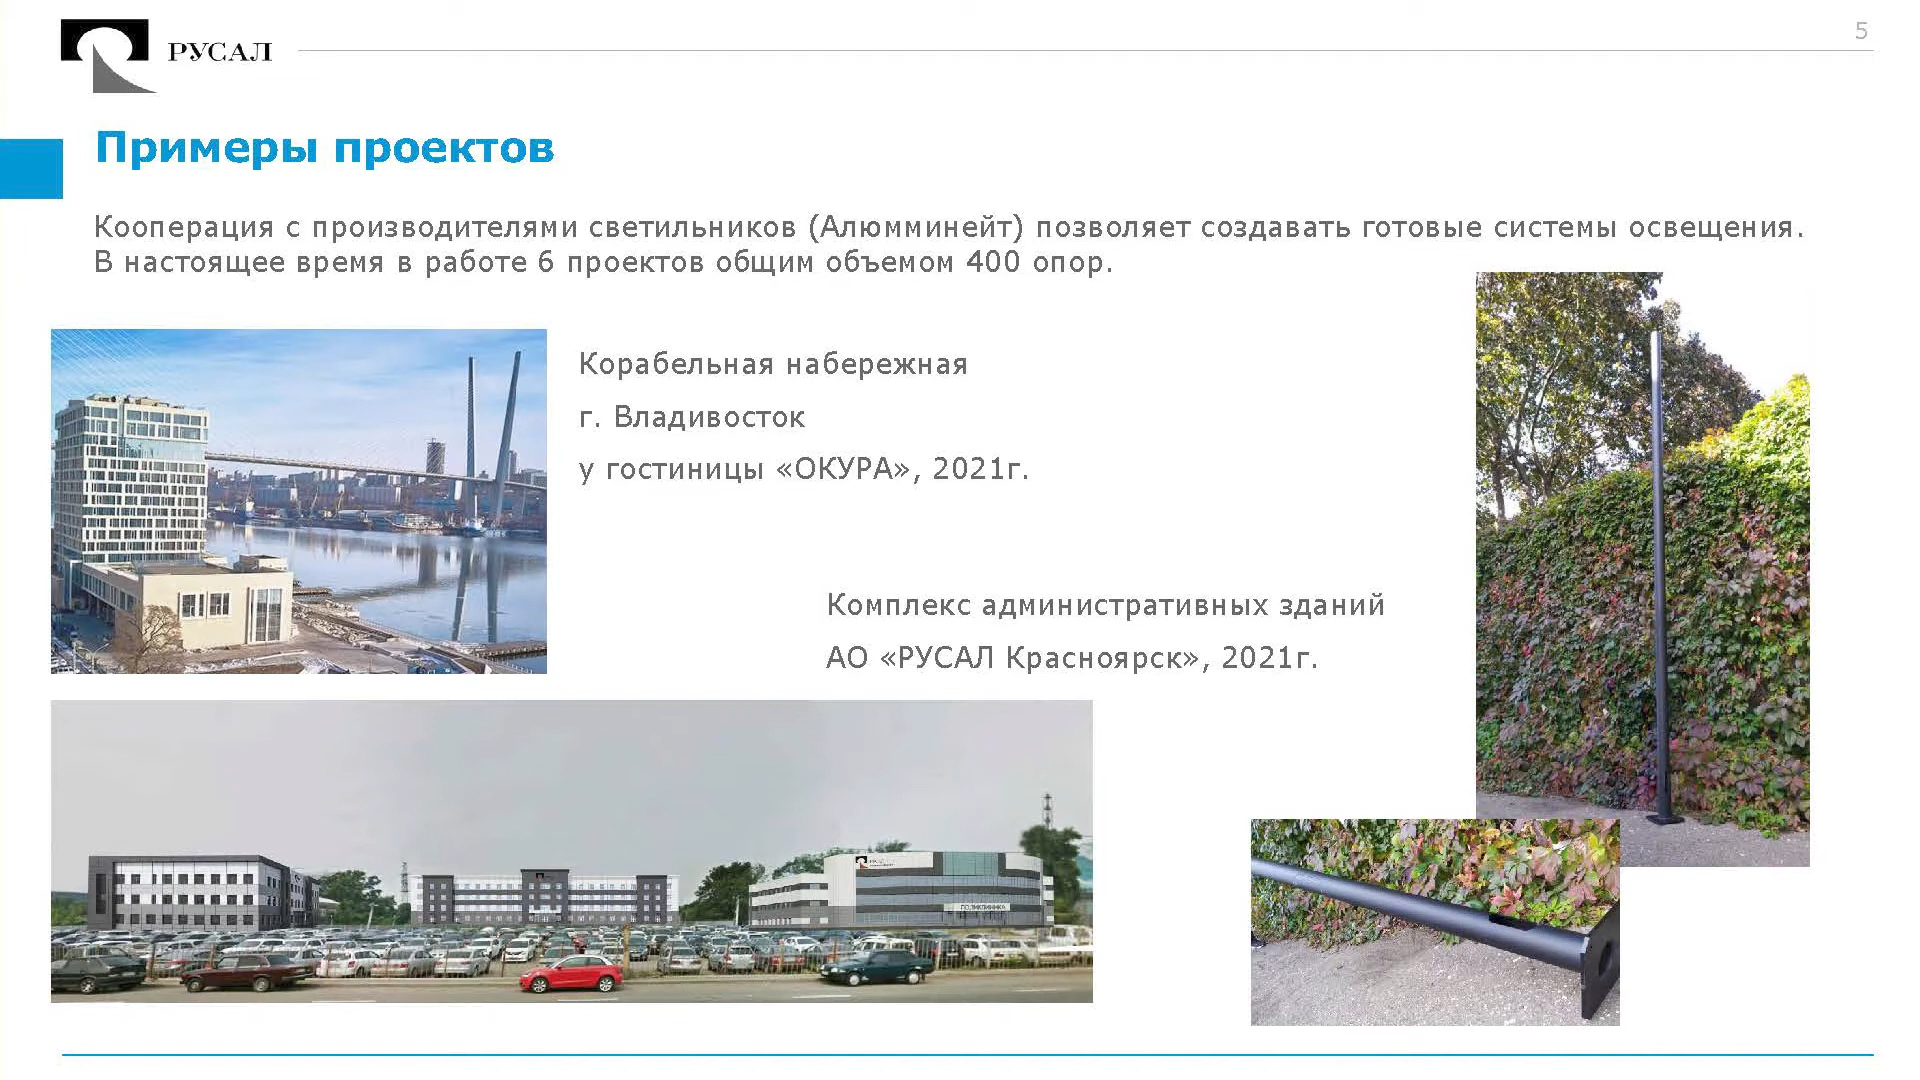 РУСАЛ
5
Примеры проектов
Кооперация с производителями светильников (Алюмминейт) позволяет создавать готовые системы освещения.
В настоящее время в работе 6 проектов общим объемом 400 опор.
Корабельная набережная
г. Владивосток
у гостиницы «ОКУРА», 2021г.
Комплекс административных зданий
АО «РУСАЛ Красноярск», 2021г.
ПОЛИКЛИНИКА